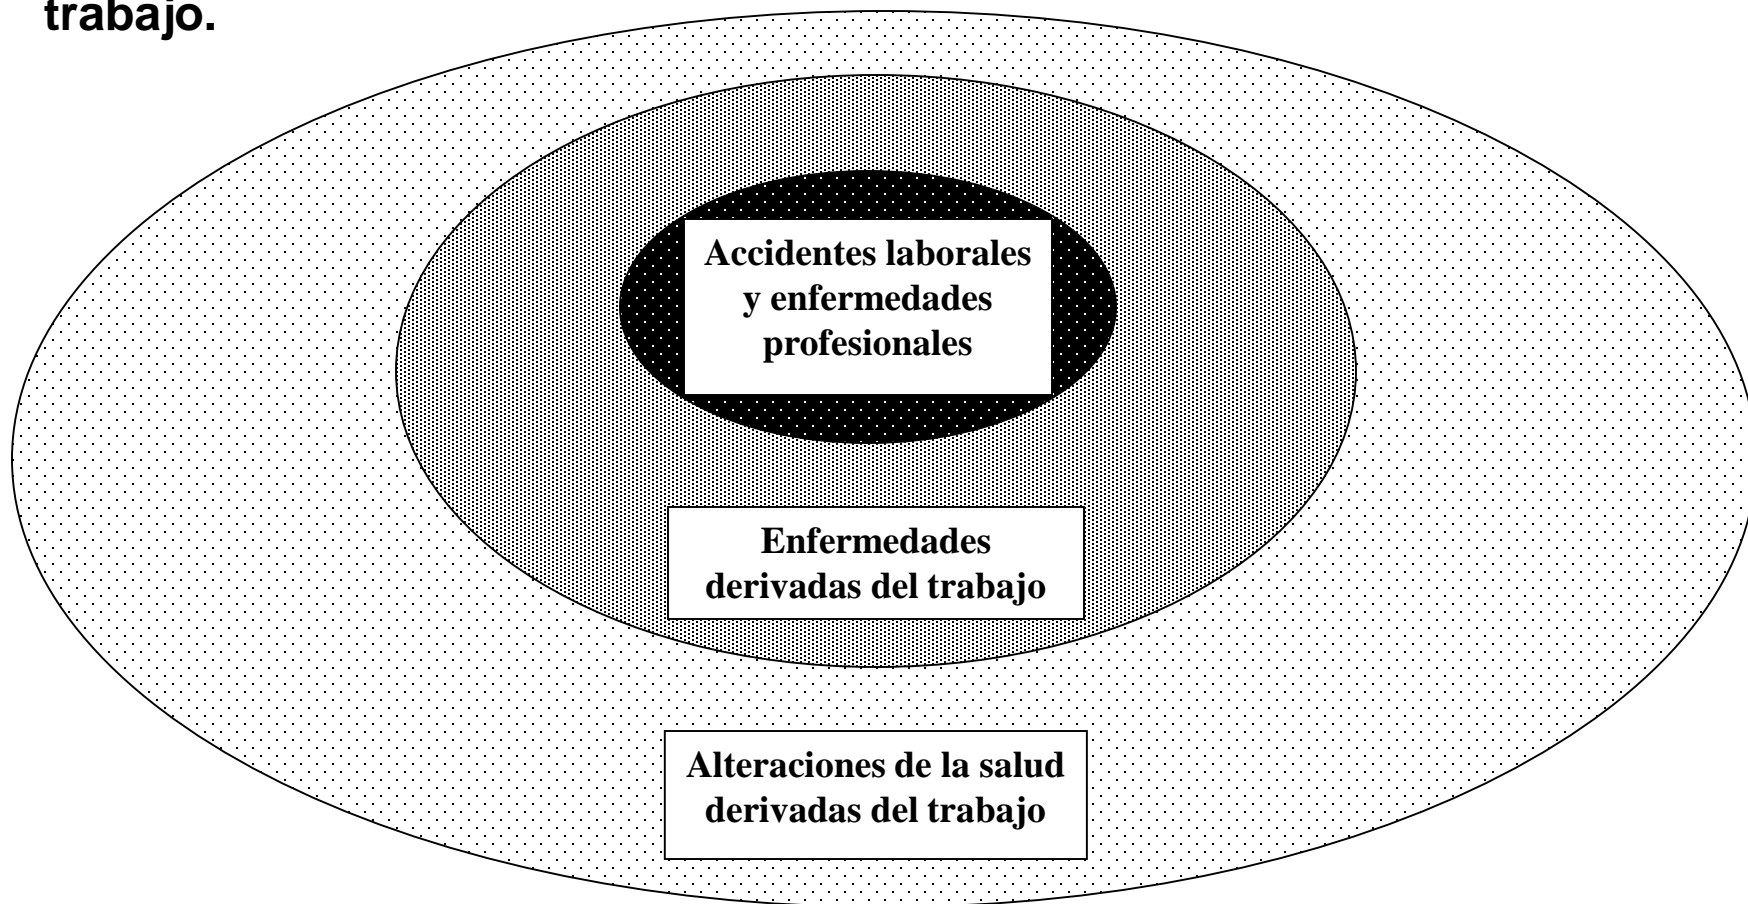 trabajo.
Accidentes laborales
y enfermedades
profesionales
Enfermedades
derivadas del trabajo
Alteraciones de la salud
derivadas del trabajo